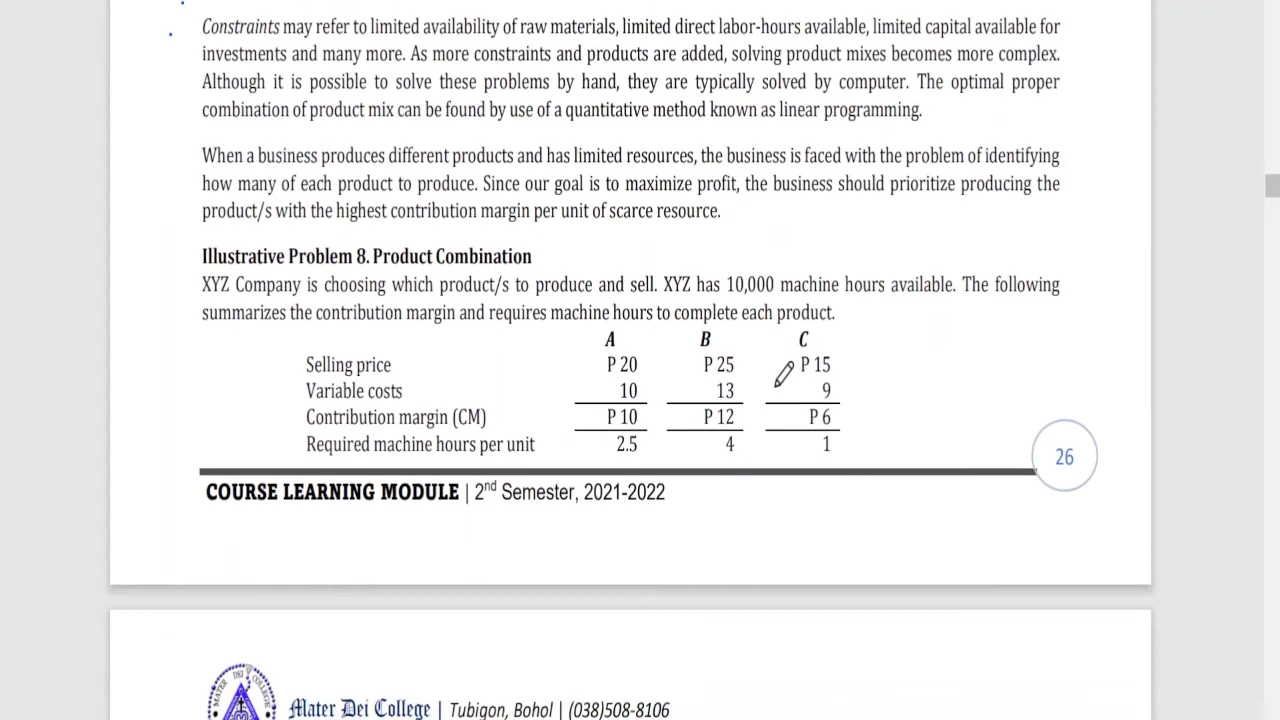 Constraints may refer to limited availability of raw materials, limited direct labor-hours available, limited capital available for
investments and many more. As more constraints and products are added, solving product mixes becomes more complex.
Although it is possible to solve these problems by hand, they are typically solved by computer. The optimal proper
combination of product mix can be found by use of a quantitative method known as linear programming.
When a business produces different products and has limited resources, the business is faced with the problem of identifying
how many of each product to produce. Since our goal is to maximize profit, the business should prioritize producing the
product/s with the highest contribution margin per unit of scarce resource.
Illustrative Problem 8. Product Combination
XYZ Company is choosing which product/s to produce and sell. XYZ has 10,000 machine hours available. The following
summarizes the contribution margin and requires machine hours to complete each product.
A B C
Selling price P 20 P 25 P 15
Variable costs 10 13 9
Contribution margin (CM) P 10 P 12 P 6
Required machine hours per unit 2.5 4 1
26
COURSE LEARNING MODULE | 2nd Semester, 2021-2022
MATER DEI COLLEGE
Mater Dei College | Tubigon, Bohol | (038)508-8106